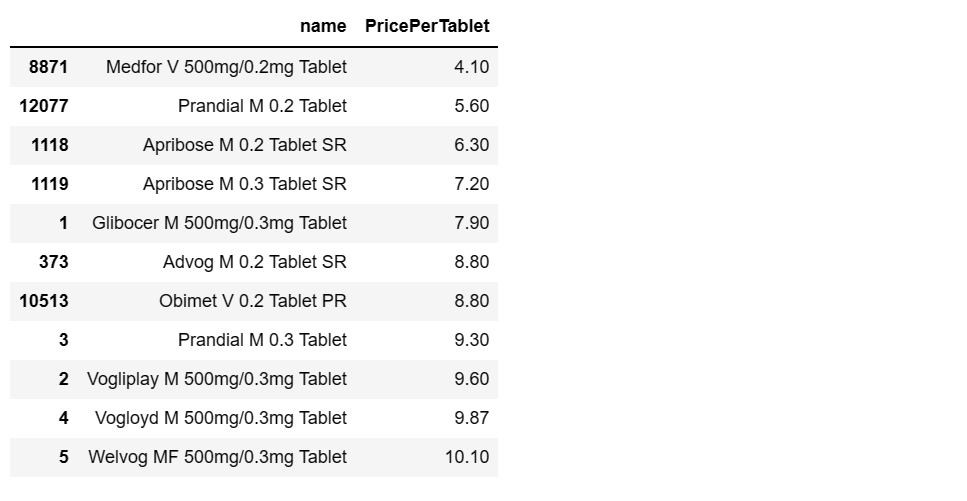 name PricePerTablet
8871 Medfor V 500mg/0.2mg Tablet 4.10
12077 Prandial M 0.2 Tablet 5.60
1118 Apribose M 0.2 Tablet SR 6.30
1119 Apribose M 0.3 Tablet SR 7.20
1 Glibocer M 500mg/0.3mg Tablet 7.90
373 Advog M 0.2 Tablet SR 8.80
10513 Obimet V 0.2 Tablet PR 8.80
3 Prandial M 0.3 Tablet 9.30
2 Vogliplay M 500mg/0.3mg Tablet 9.60
4 Vogloyd M 500mg/0.3mg Tablet 9.87
5 Welvog MF 500mg/0.3mg Tablet 10.10